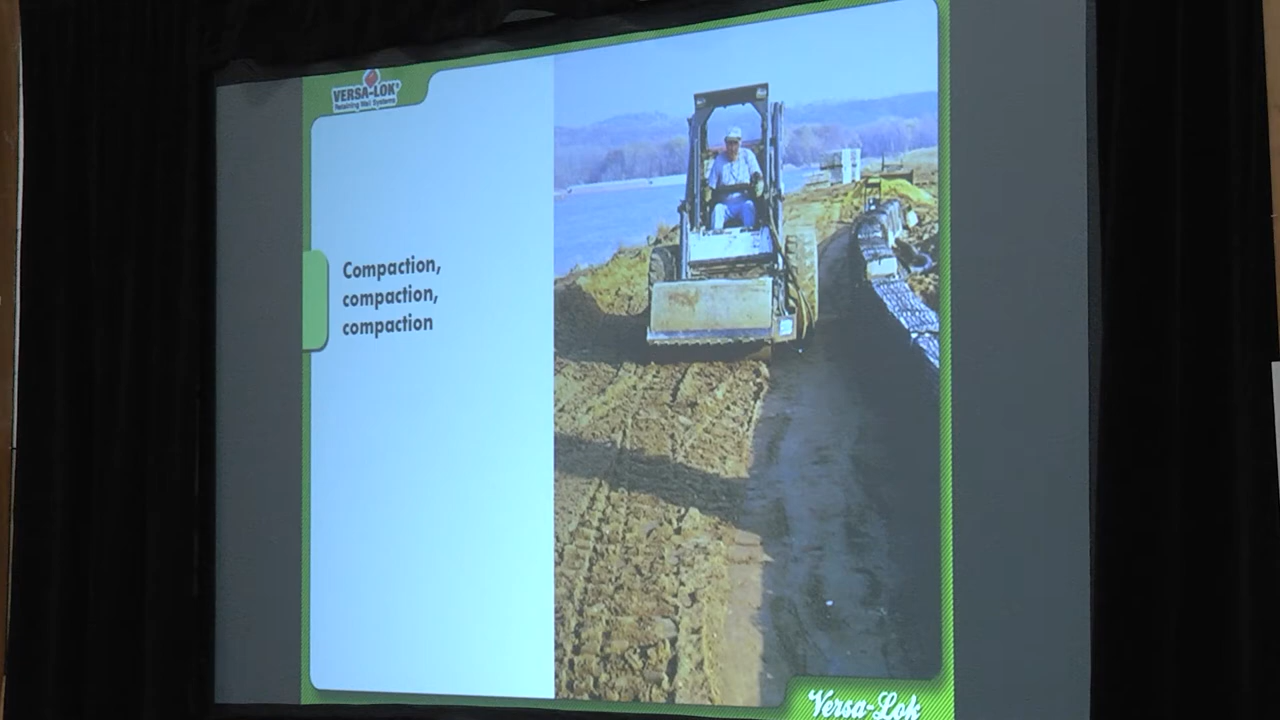 VERSA-LOK®
Retaining Wall Systems
Compaction,
compaction,
compaction
Versa-Lok